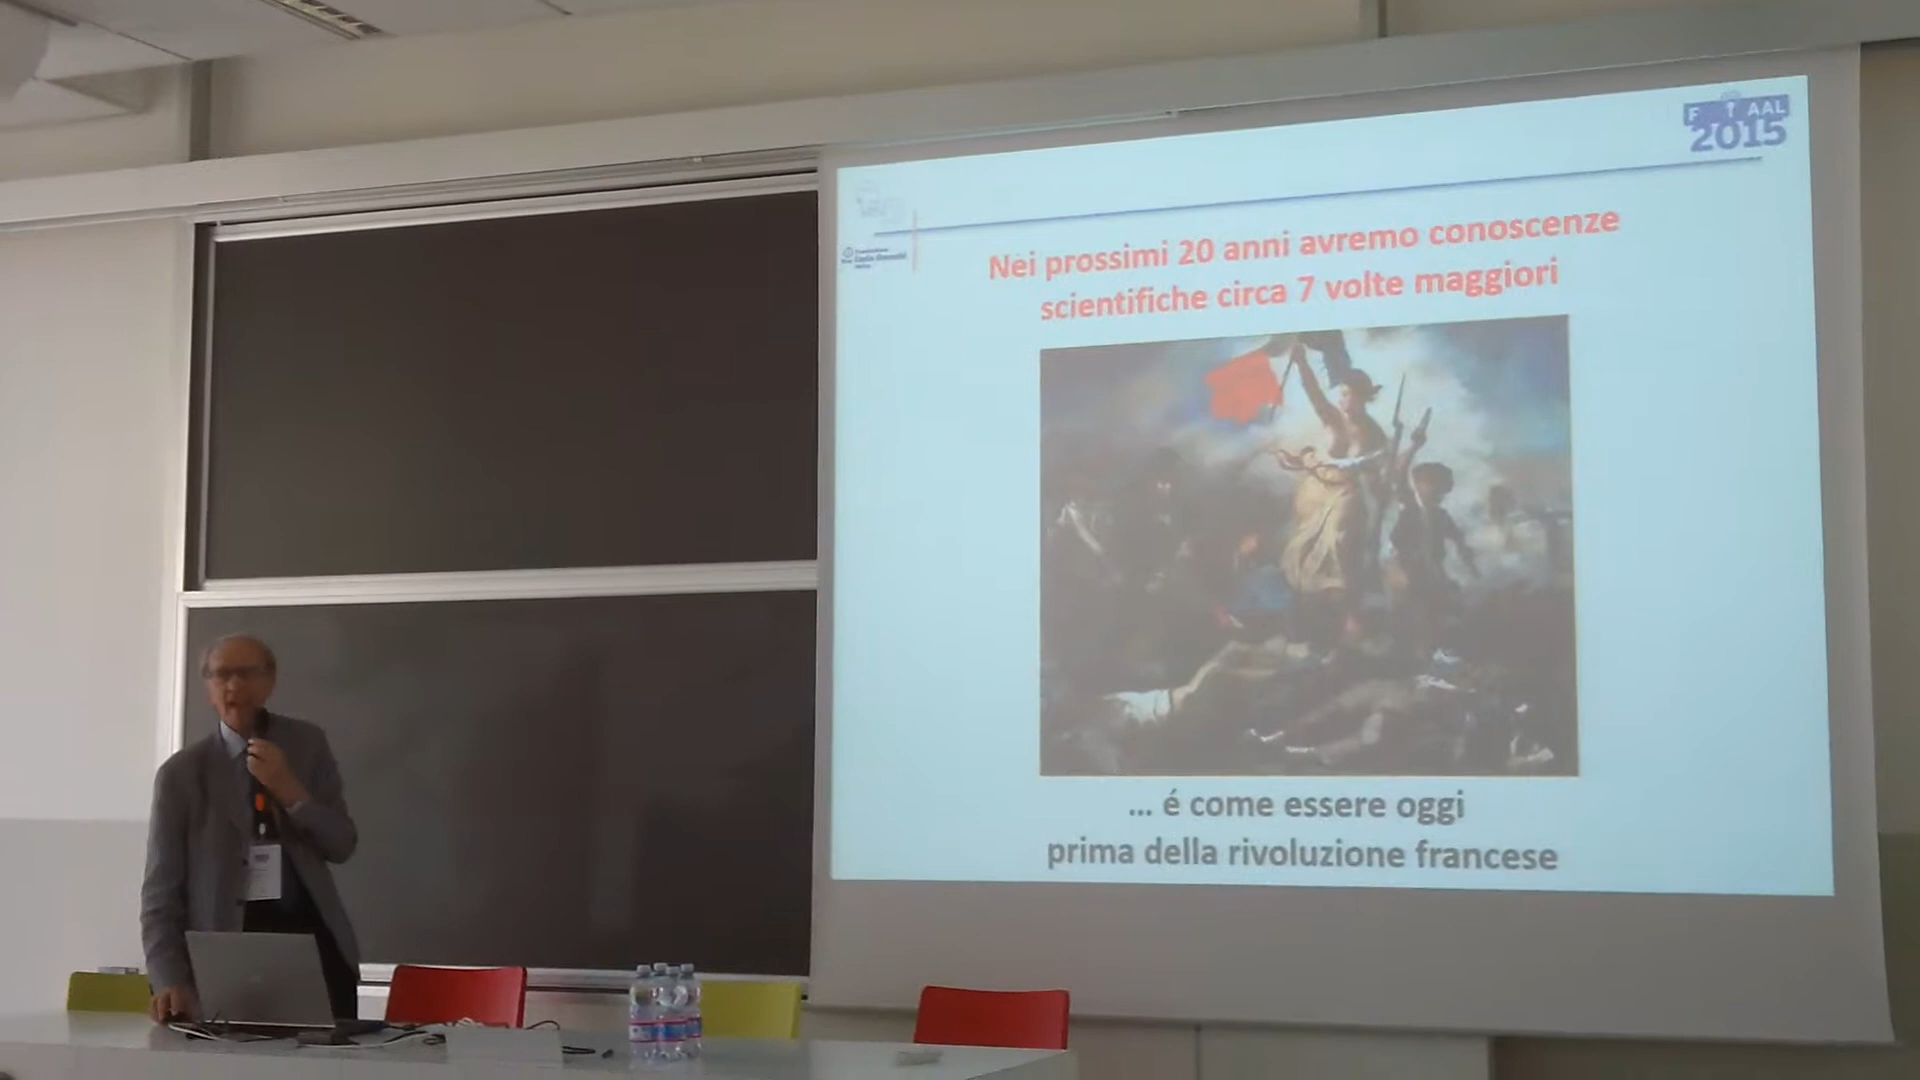 AAL
2015
Nei prossimi 20 anni avremo conoscenze
scientifiche circa 7 volte maggiori
... é come essere oggi
prima della rivoluzione francese